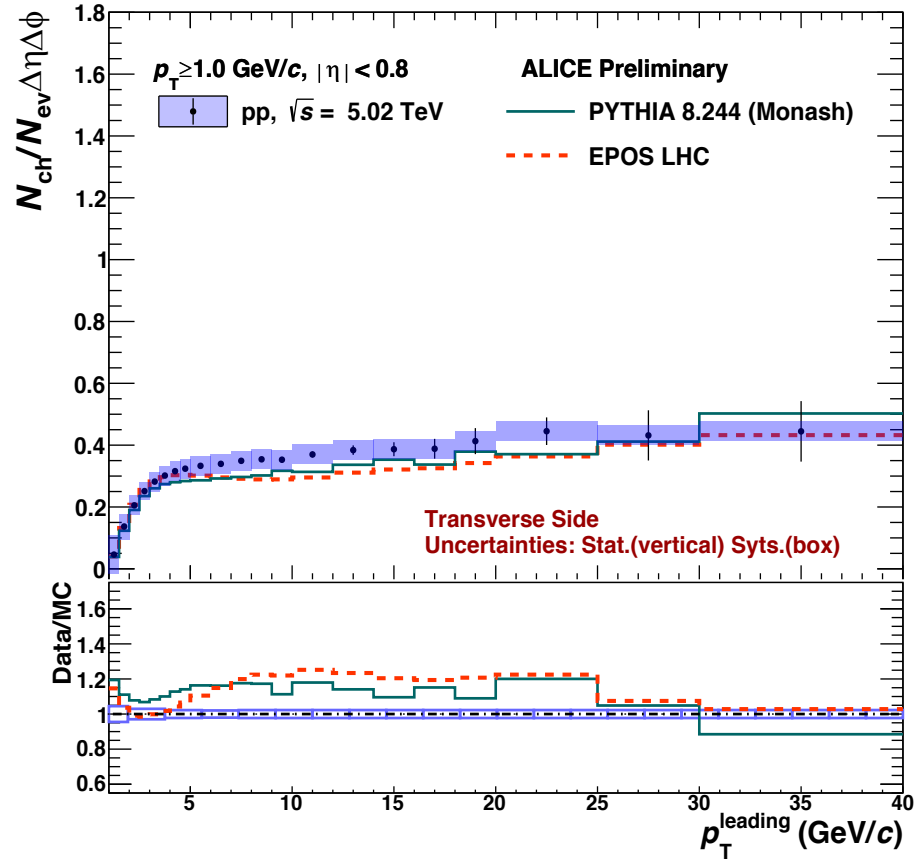 N_ch/N_ev ΔηΔφ
1.8
1.6
1.4
1.2
1
0.8
0.6
0.4
0.2
0
p_T≥1.0 GeV/c, |η|<0.8
pp, √s = 5.02 TeV
ALICE Preliminary
PYTHIA 8.244 (Monash)
EPOS LHC
Transverse Side
Uncertainties: Stat.(vertical) Syts.(box)
Data/MC
1.6
1.4
1.2
1
0.8
0.6
5 10 15 20 25 30 35 40
p_T^leading (GeV/c)